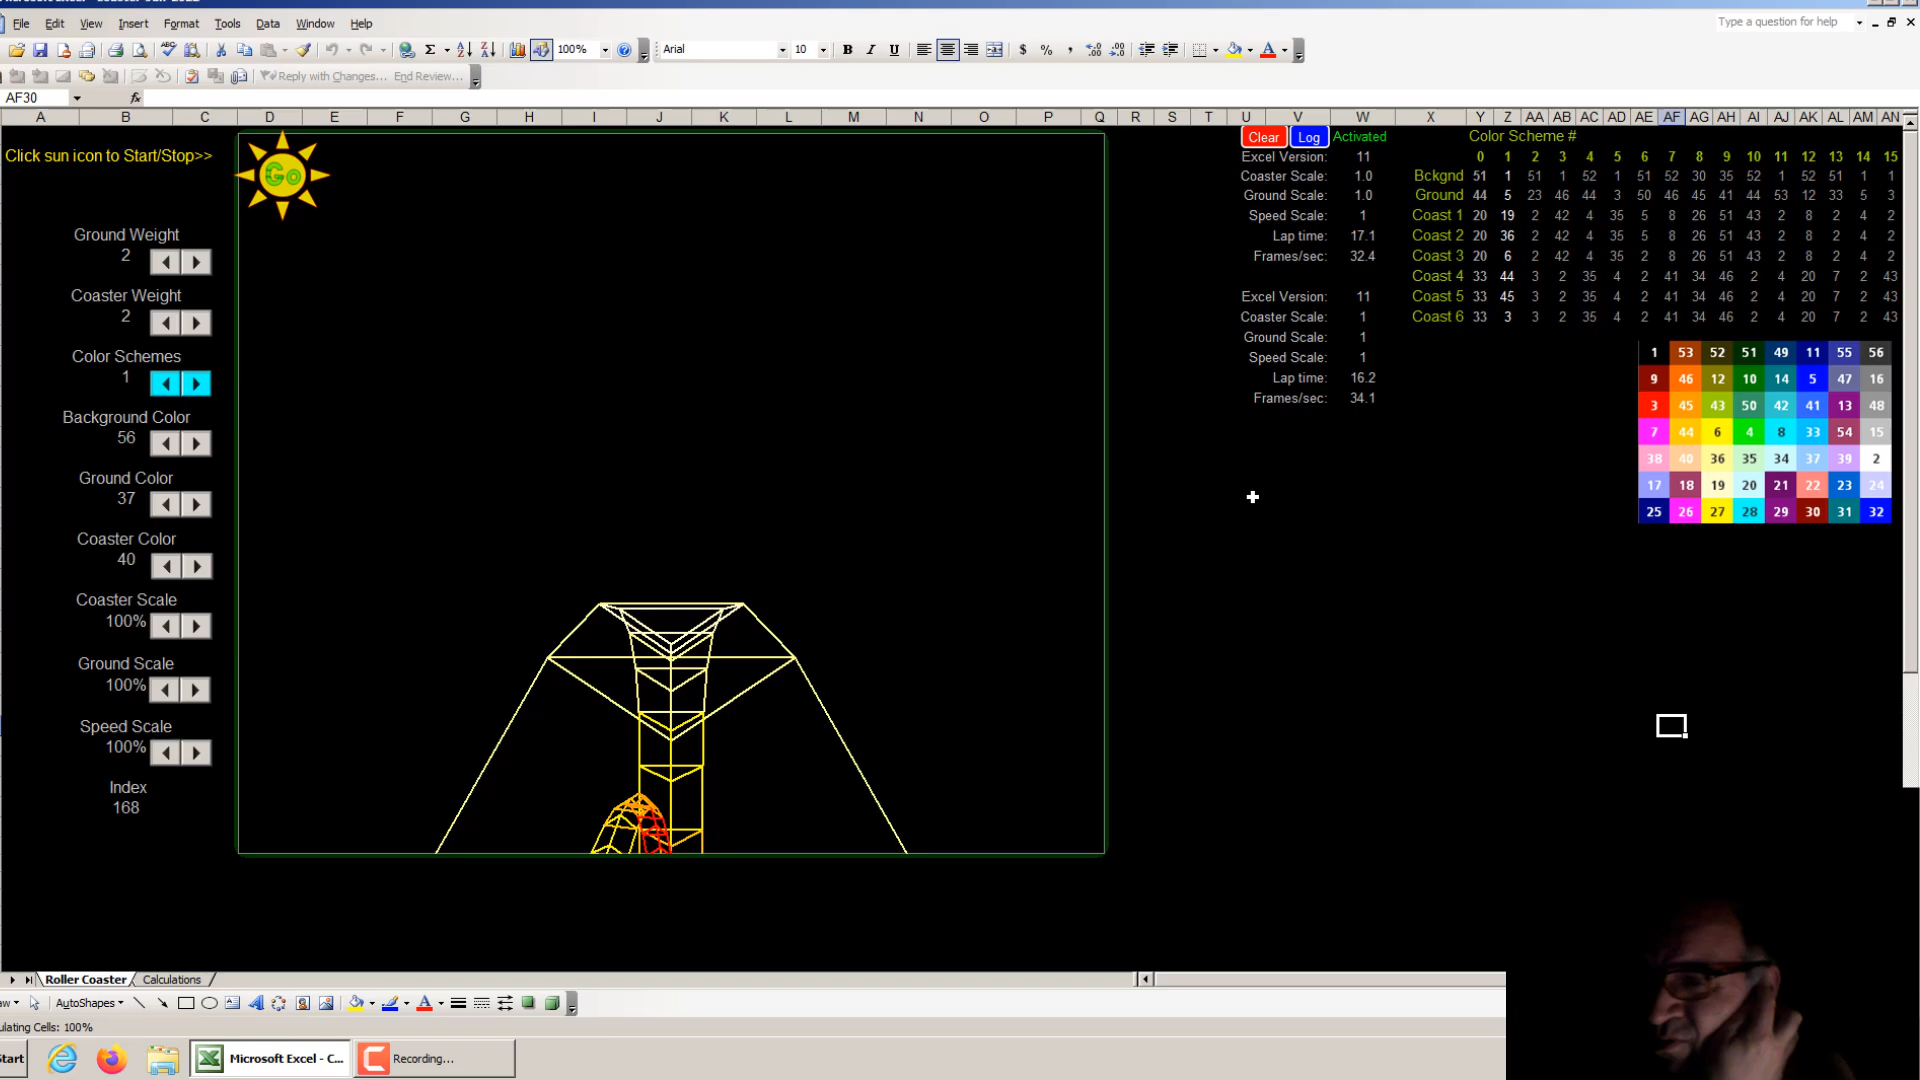 File Edit View Insert Format Tools Data Window Help Type a question for help
100% Arial 10
Reply with Changes... End Review...
AF30 fx
A B C D E F G H I J K L M N O P Q R S T U V W X Y Z AA AB AC AD AE AF AG AH AI AJ AK AL AM AN
Click sun icon to Start/Stop>>
Go
Ground Weight
2
Coaster Weight
2
Color Schemes
1
Background Color
56
Ground Color
37
Coaster Color
40
Coaster Scale
100%
Ground Scale
100%
Speed Scale
100%
Index
168
Clear Log Activated
Excel Version: 11
Coaster Scale: 1.0
Ground Scale: 1.0
Speed Scale: 1
Lap time: 17.1
Frames/sec: 32.4
Excel Version: 11
Coaster Scale: 1
Ground Scale: 1
Speed Scale: 1
Lap time: 16.2
Frames/sec: 34.1
Color Scheme #
0 1 2 3 4 5 6 7 8 9 10 11 12 13 14 15
Bckgnd 51 1 51 1 52 1 51 52 30 35 52 1 52 51 1 1
Ground 44 5 23 46 44 3 50 46 45 41 44 53 12 33 5 3
Coast 1 20 19 2 42 4 35 5 8 26 51 43 2 8 2 4 2
Coast 2 20 36 2 42 4 35 5 8 26 51 43 2 8 2 4 2
Coast 3 20 6 2 42 4 35 2 8 26 51 43 2 8 2 4 2
Coast 4 33 44 3 2 35 4 2 41 34 46 2 4 20 7 2 43
Coast 5 33 45 3 2 35 4 2 41 34 46 2 4 20 7 2 43
Coast 6 33 3 3 2 35 4 2 41 34 46 2 4 20 7 2 43
1 53 52 51 49 11 55 56
9 46 12 10 14 5 47 16
3 45 43 50 42 41 13 48
7 44 6 4 8 33 54 15
38 40 36 35 34 37 39 2
17 18 19 20 21 22 23 24
25 26 27 28 29 30 31 32
Roller Coaster Calculations
aw AutoShapes
ulating Cells: 100%
tart Microsoft Excel - C... Recording...